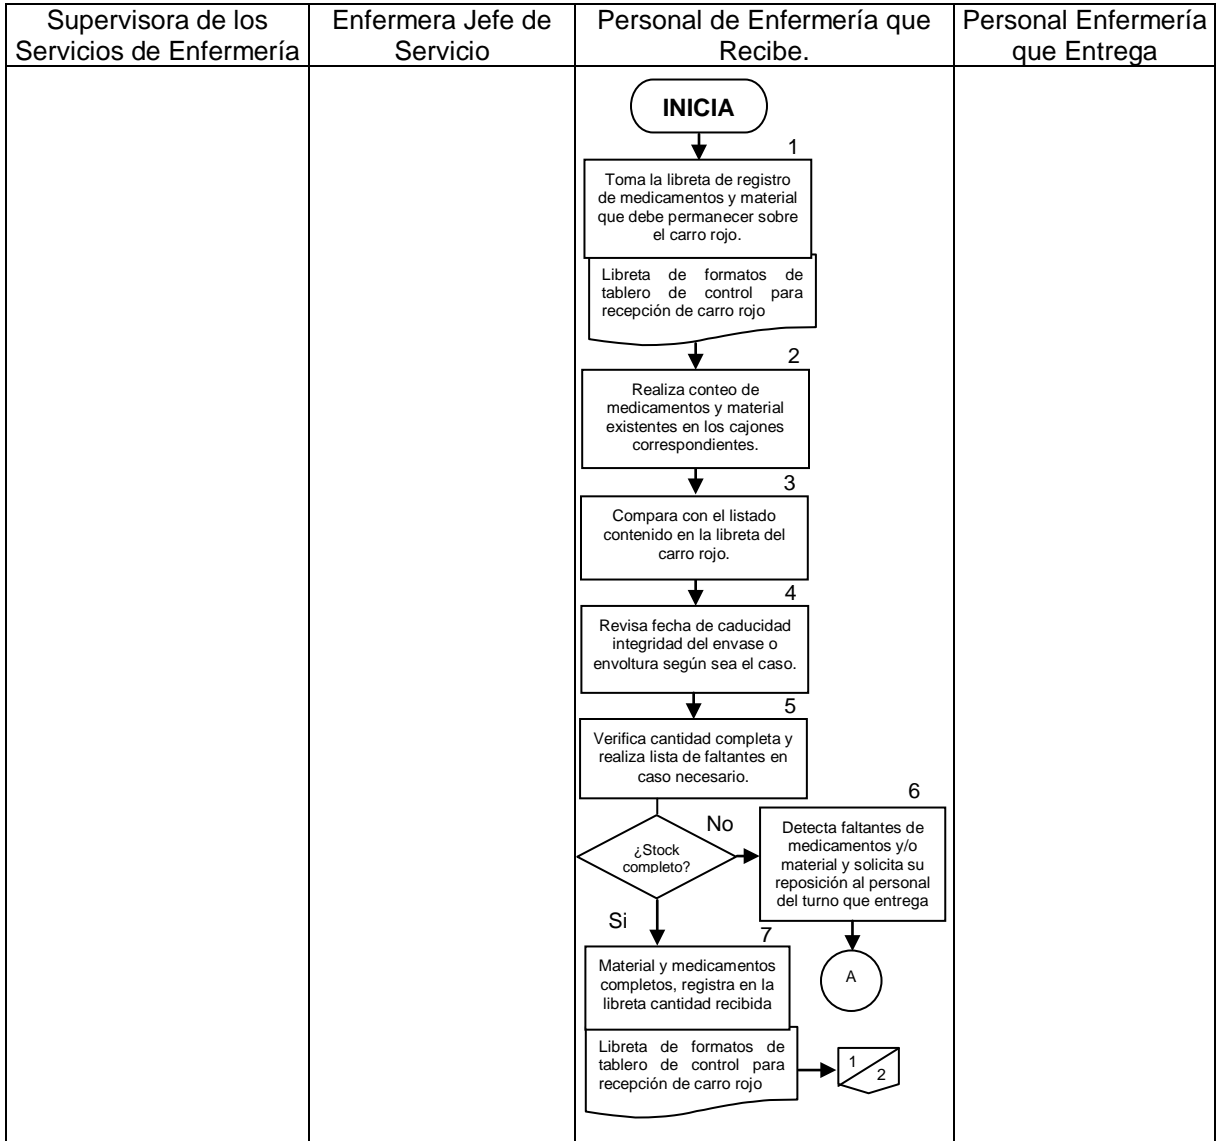 Supervisora de los
Servicios de Enfermería
Enfermera Jefe de
Servicio
Personal de Enfermería que
Recibe.
Personal Enfermería
que Entrega
INICIA
1
Toma la libreta de registro
de medicamentos y material
que debe permanecer sobre
el carro rojo.
Libreta de formatos de
tablero de control para
recepción de carro rojo
2
Realiza conteo de
medicamentos y material
existentes en los cajones
correspondientes.
3
Compara con el listado
contenido en la libreta del
carro rojo.
4
Revisa fecha de caducidad
integridad del envase o
envoltura según sea el caso.
5
Verifica cantidad completa y
realiza lista de faltantes en
caso necesario.
¿Stock
completo?
No
6
Detecta faltantes de
medicamentos y/o
material y solicita su
reposición al personal
del turno que entrega
A
Si
7
Material y medicamentos
completos, registra en la
libreta cantidad recibida
Libreta de formatos de
tablero de control para
recepción de carro rojo
1
2